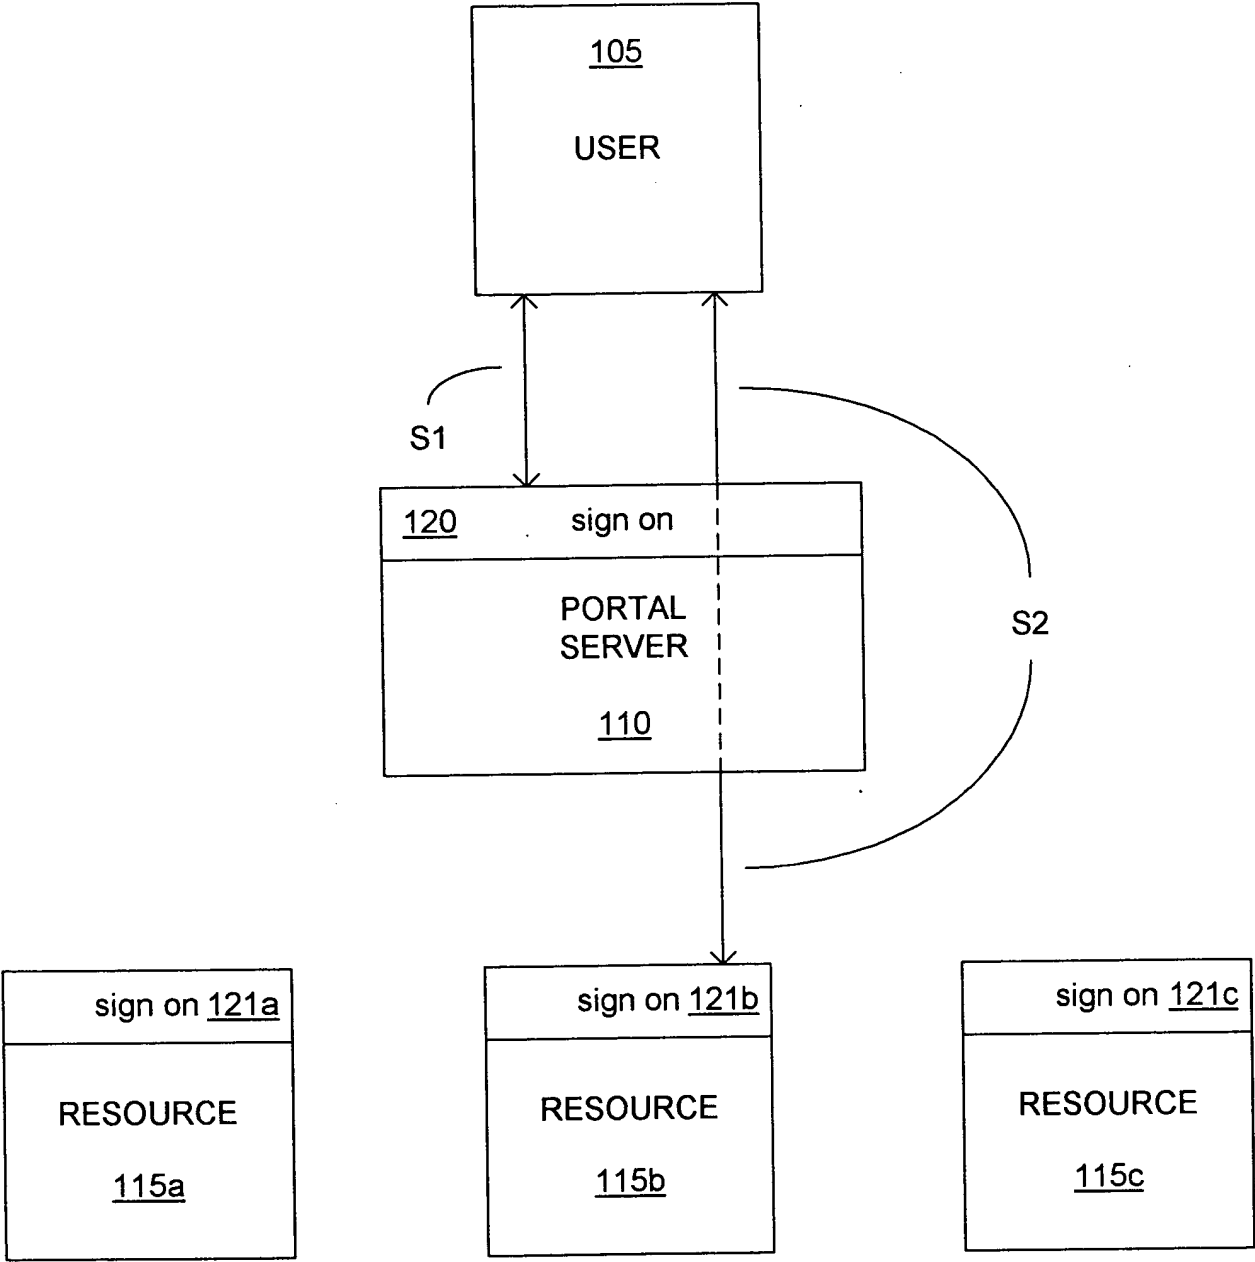 105
USER
S1
120 sign on
PORTAL
SERVER
110
S2
sign on 121a
RESOURCE
115a
sign on 121b
RESOURCE
115b
sign on 121c
RESOURCE
115c